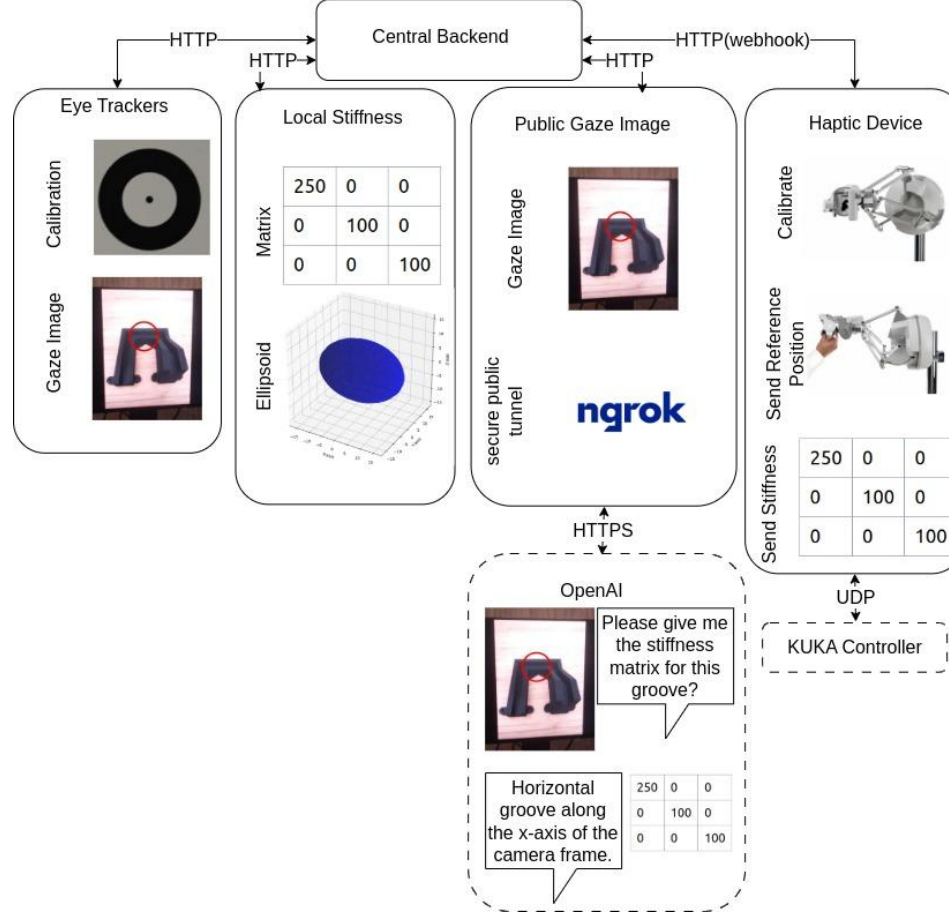 Central Backend
HTTP
HTTP
HTTP
HTTP(webhook)
Eye Trackers
Calibration
Gaze Image
Local Stiffness
Matrix
250 0 0
0 100 0
0 0 100
Ellipsoid
Public Gaze Image
Gaze Image
secure public
tunnel
ngrok
Haptic Device
Calibrate
Send Reference
Position
Send Stiffness
250 0 0
0 100 0
0 0 100
HTTPS
UDP
KUKA Controller
OpenAI
Please give me
the stiffness
matrix for this
groove?
Horizontal
groove along
the x-axis of the
camera frame.
250 0 0
0 100 0
0 0 100